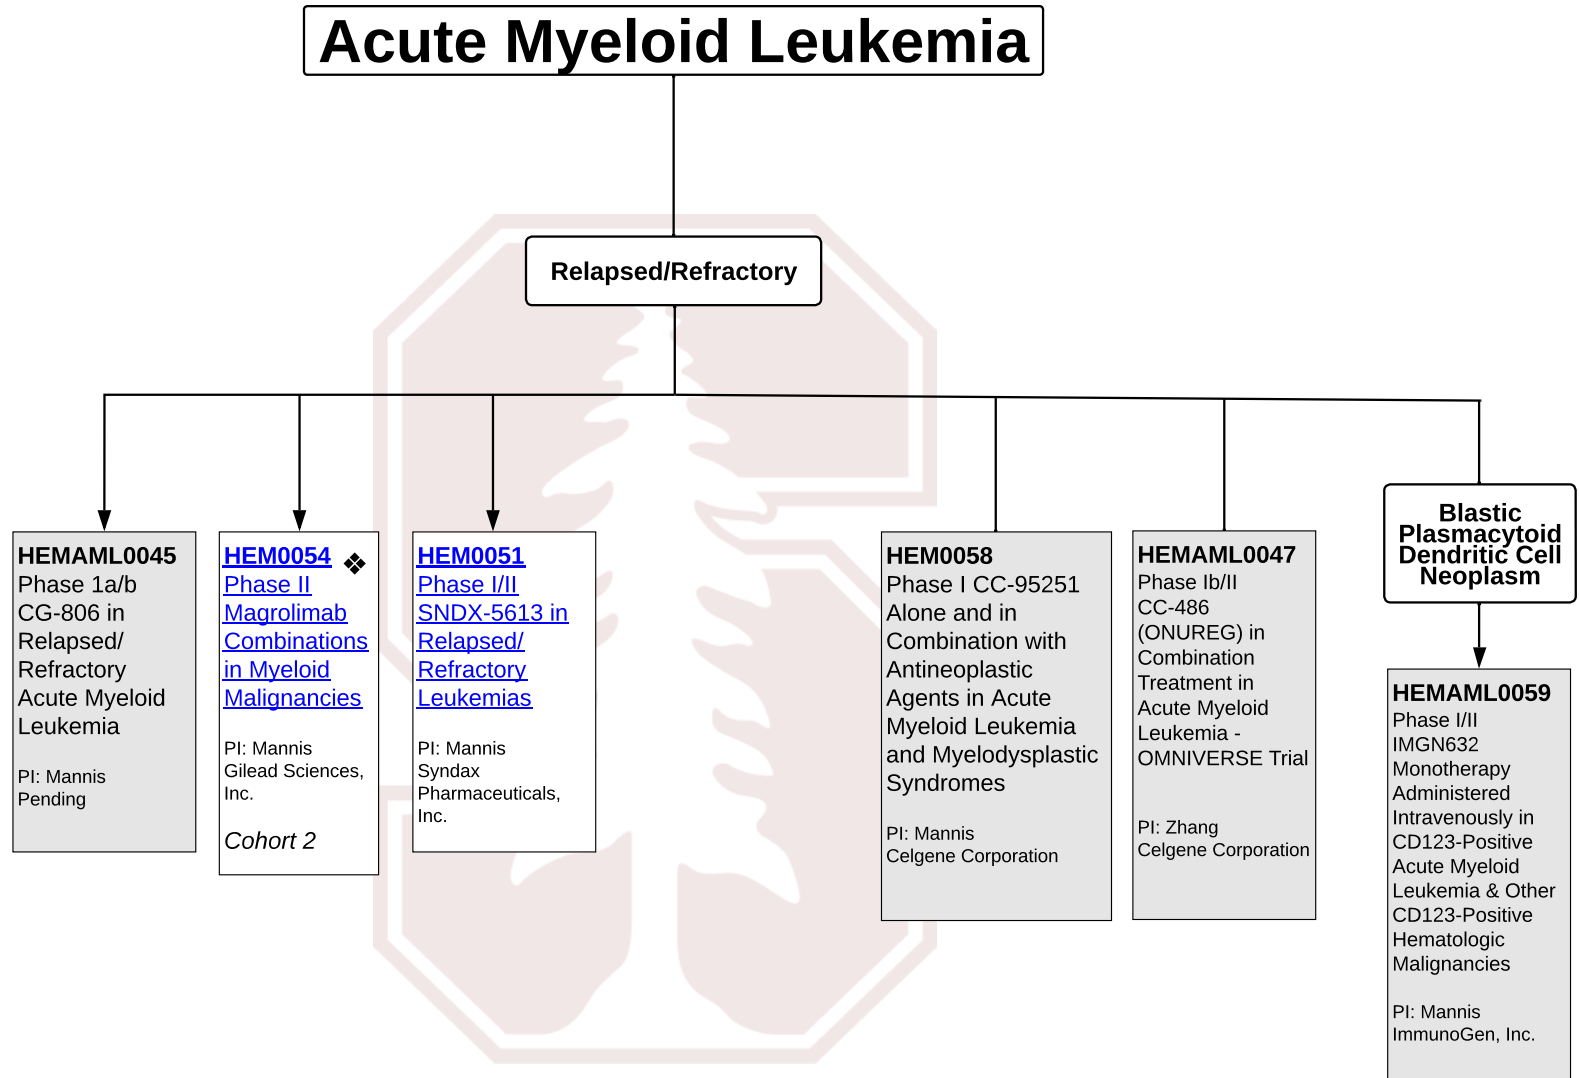 Acute Myeloid Leukemia
Relapsed/Refractory
HEMAML0045
Phase 1a/b
CG-806 in
Relapsed/
Refractory
Acute Myeloid
Leukemia
PI: Mannis
Pending
HEM0054 ❖
Phase II
Magrolimab
Combinations
in Myeloid
Malignancies
PI: Mannis
Gilead Sciences,
Inc.
Cohort 2
HEM0051
Phase I/II
SNDX-5613 in
Relapsed/
Refractory
Leukemias
PI: Mannis
Syndax
Pharmaceuticals,
Inc.
HEM0058
Phase I CC-95251
Alone and in
Combination with
Antineoplastic
Agents in Acute
Myeloid Leukemia
and Myelodysplastic
Syndromes
PI: Mannis
Celgene Corporation
HEMAML0047
Phase Ib/II
CC-486
(ONUREG) in
Combination
Treatment in
Acute Myeloid
Leukemia -
OMNIVERSE Trial
PI: Zhang
Celgene Corporation
Blastic
Plasmacytoid
Dendritic Cell
Neoplasm
HEMAML0059
Phase I/II
IMGN632
Monotherapy
Administered
Intravenously in
CD123-Positive
Acute Myeloid
Leukemia & Other
CD123-Positive
Hematologic
Malignancies
PI: Mannis
ImmunoGen, Inc.